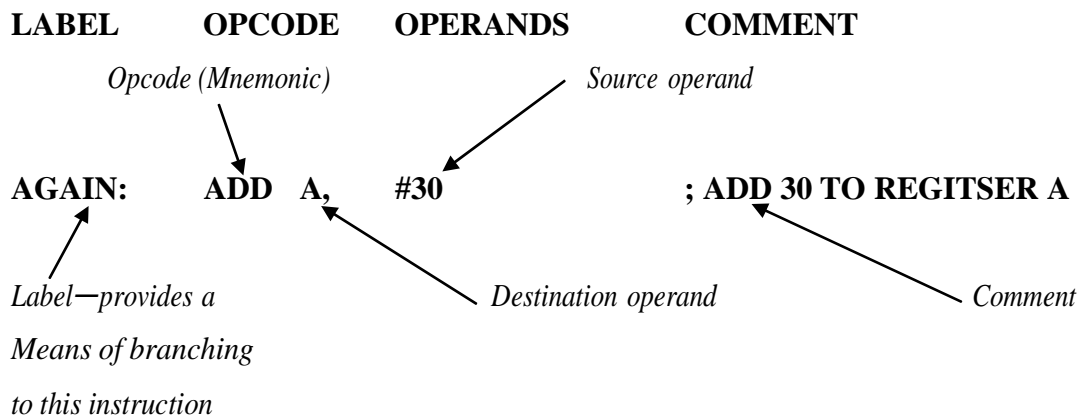 LABEL OPCODE OPERANDS COMMENT
Opcode (Mnemonic) Source operand
AGAIN: ADD A, #30 ; ADD 30 TO REGITSER A
Label—provides a Destination operand Comment
Means of branching
to this instruction